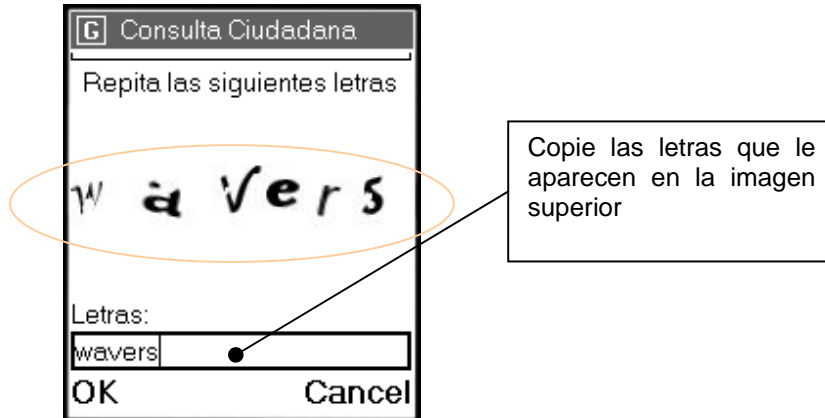 G Consulta Ciudadana
Repita las siguientes letras
w a V e r s
Letras:
wavers
OK Cancel
Copie las letras que le
aparecen en la imagen
superior